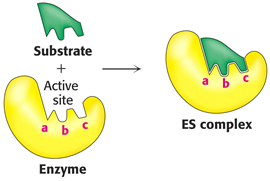 Substrate
+
Active
site
a b c
Enzyme
a b c
ES complex